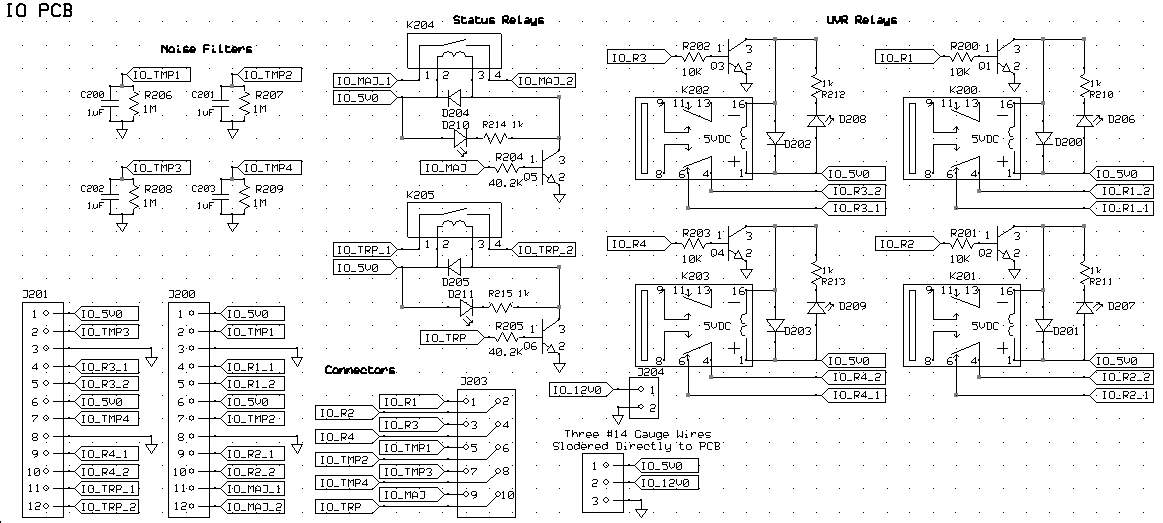 IO PCB
Noise Filters
IO_TMP1
C200
1uF
R206
1M
IO_TMP2
C201
1uF
R207
1M
IO_TMP3
C202
1uF
R208
1M
IO_TMP4
C203
1uF
R209
1M
Status Relays
K204
IO_MAJ_1
1 2 3 4
IO_MAJ_2
IO_5V0
D204
D210
R214 1k
IO_MAJ
R204
40.2K
1
3
2
Q5
K205
IO_TRP_1
1 2 3 4
IO_TRP_2
IO_5V0
D205
D211
R215 1k
IO_TRP
R205
40.2K
1
3
2
Q6
UVR Relays
IO_R3
R202
10K
1
3
2
Q3
K202
9 11 13 16
5VDC
8 6 4 1
+
D202
1k
R212
D208
IO_5V0
IO_R3_2
IO_R3_1
IO_R1
R200
10K
1
3
2
Q1
K200
9 11 13 16
5VDC
8 6 4 1
+
D200
1k
R210
D206
IO_5V0
IO_R1_2
IO_R1_1
IO_R4
R203
10K
1
3
2
Q4
K203
9 11 13 16
5VDC
8 6 4 1
+
D203
1k
R213
D209
IO_5V0
IO_R4_2
IO_R4_1
IO_R2
R201
10K
1
3
2
Q2
K201
9 11 13 16
5VDC
8 6 4 1
+
D201
1k
R211
D207
IO_5V0
IO_R2_2
IO_R2_1
J201
1 IO_5V0
2 IO_TMP3
3
4 IO_R3_1
5 IO_R3_2
6 IO_5V0
7 IO_TMP4
8
9 IO_R4_1
10 IO_R4_2
11 IO_TRP_1
12 IO_TRP_2
J200
1 IO_5V0
2 IO_TMP1
3
4 IO_R1_1
5 IO_R1_2
6 IO_5V0
7 IO_TMP2
8
9 IO_R2_1
10 IO_R2_2
11 IO_MAJ_1
12 IO_MAJ_2
Connectors
J203
IO_R1 1 2
IO_R2
IO_R3 3 4
IO_R4
IO_TMP1 5 6
IO_TMP2
IO_TMP3 7 8
IO_TMP4
IO_MAJ 9 10
IO_TRP
J204
IO_12V0 1
2
Three #14 Gauge Wires
Slodered Directly to PCB
1 IO_5V0
2 IO_12V0
3